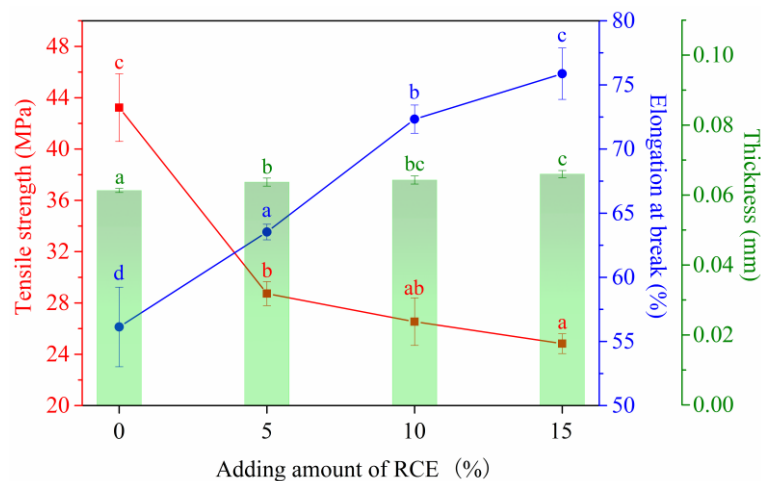 48
44
40
36
32
28
24
20
Tensile strength (MPa)
80
75
70
65
60
55
50
Elongation at break (%)
0.10
0.08
0.06
0.04
0.02
0.00
Thickness (mm)
c
a
d
b
a
b
b
bc
ab
c
c
a
0
5
10
15
Adding amount of RCE （%）